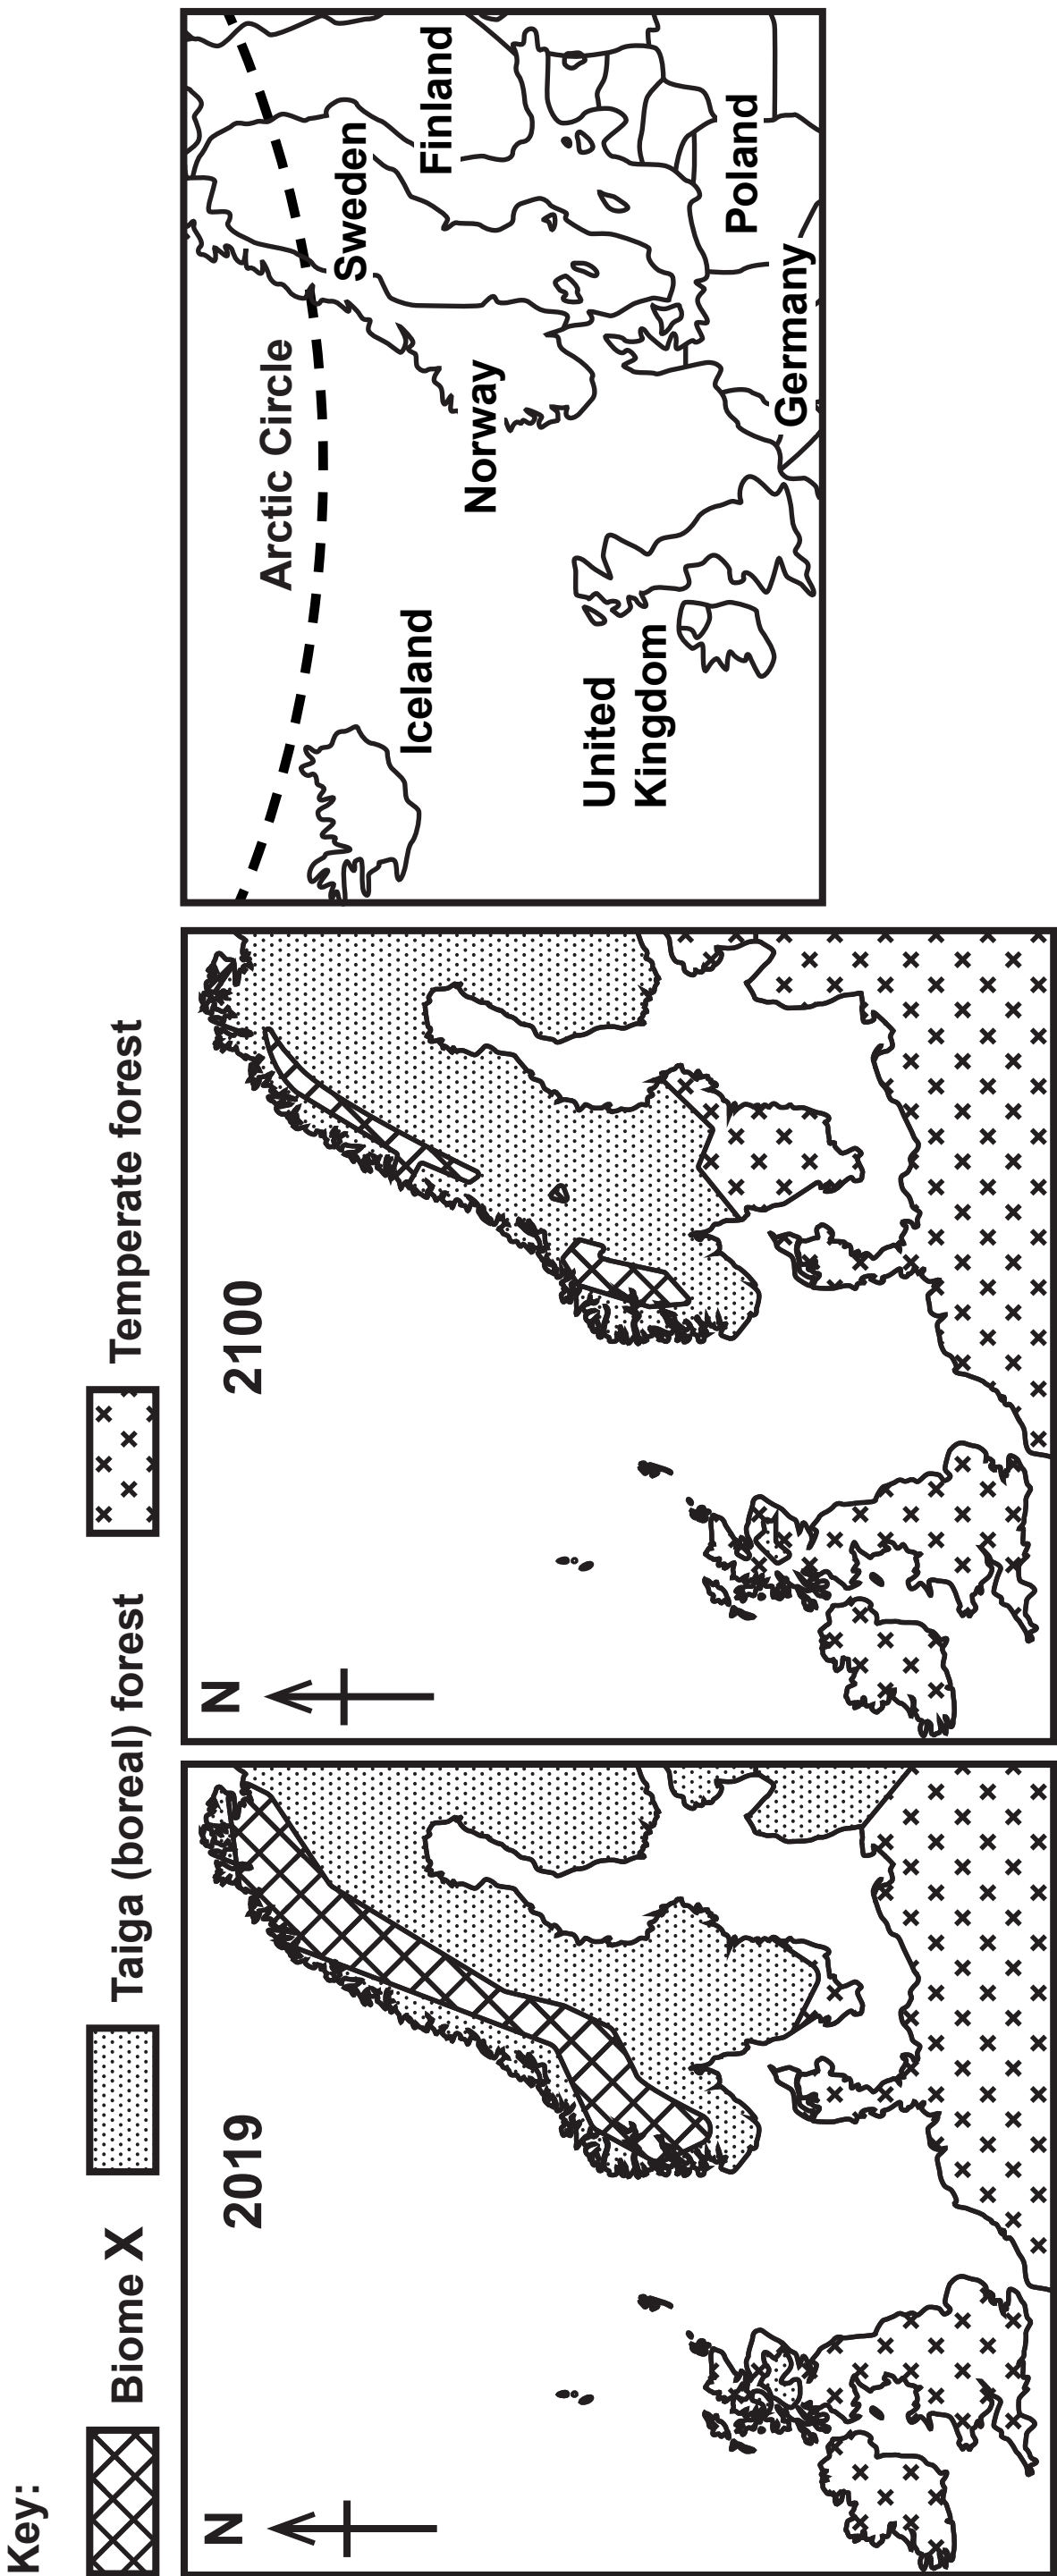 Key:
Biome X
Taiga (boreal) forest
Temperate forest
2019
N
2100
N
Arctic Circle
Iceland
Norway
Sweden
Finland
United
Kingdom
Germany
Poland